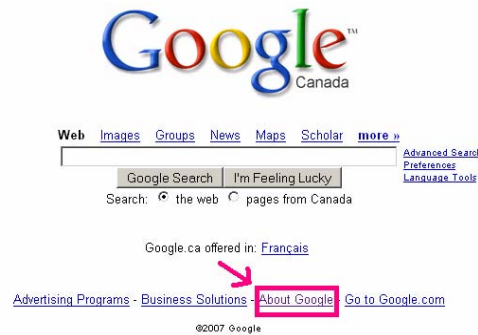 Google™
Canada
Web Images Groups News Maps Scholar more »
Advanced Search
Preferences
Language Tools
Google Search I'm Feeling Lucky
Search: the web pages from Canada
Google.ca offered in: Français
Advertising Programs - Business Solutions - About Google - Go to Google.com
©2007 Google